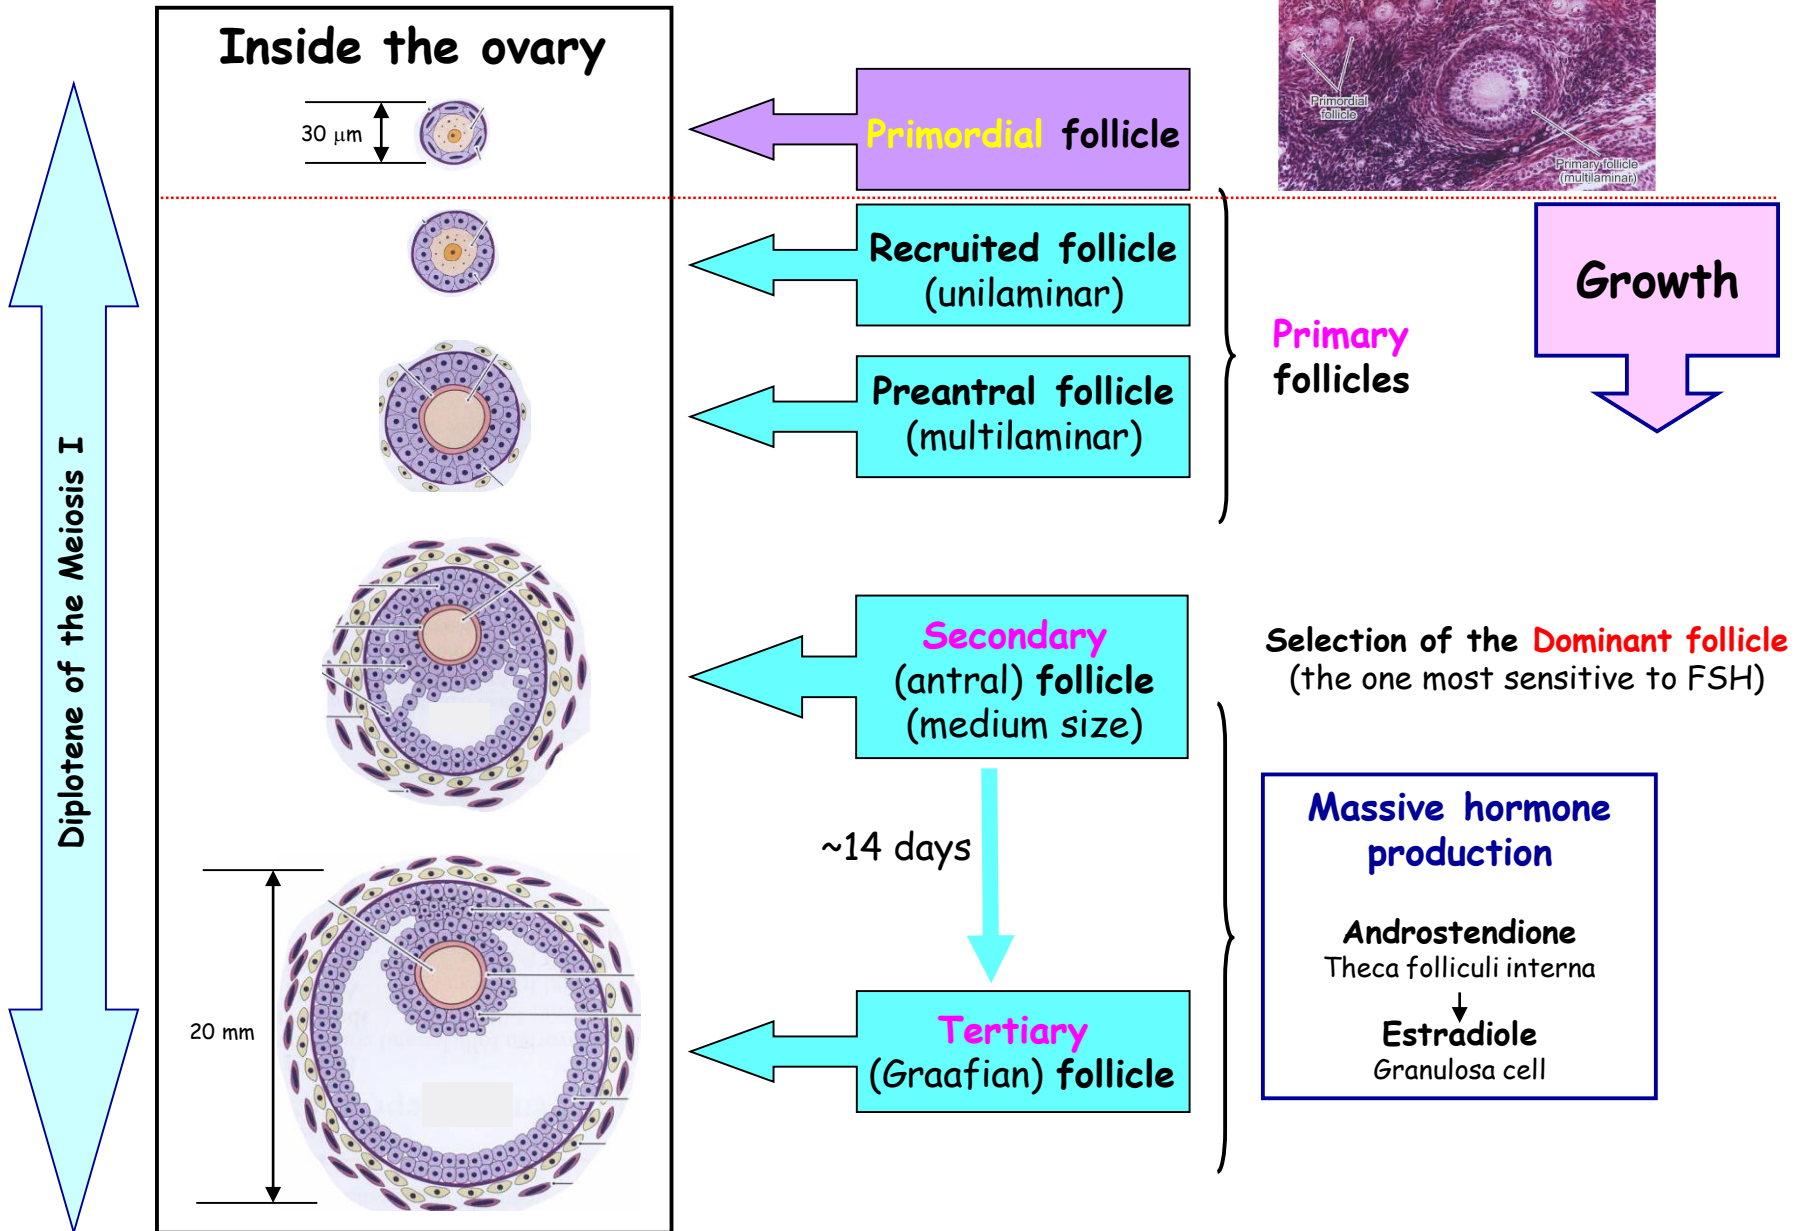 Inside the ovary
30 µm
Primordial follicle
Primordial
follicle
Primary follicle
(multilaminar)
Recruited follicle
(unilaminar)
Growth
Primary
follicles
Preantral follicle
(multilaminar)
Diplotene of the Meiosis I
Secondary
(antral) follicle
(medium size)
Selection of the Dominant follicle
(the one most sensitive to FSH)
~14 days
Massive hormone
production
Androstendione
Theca folliculi interna
Estradiole
Granulosa cell
20 mm
Tertiary
(Graafian) follicle